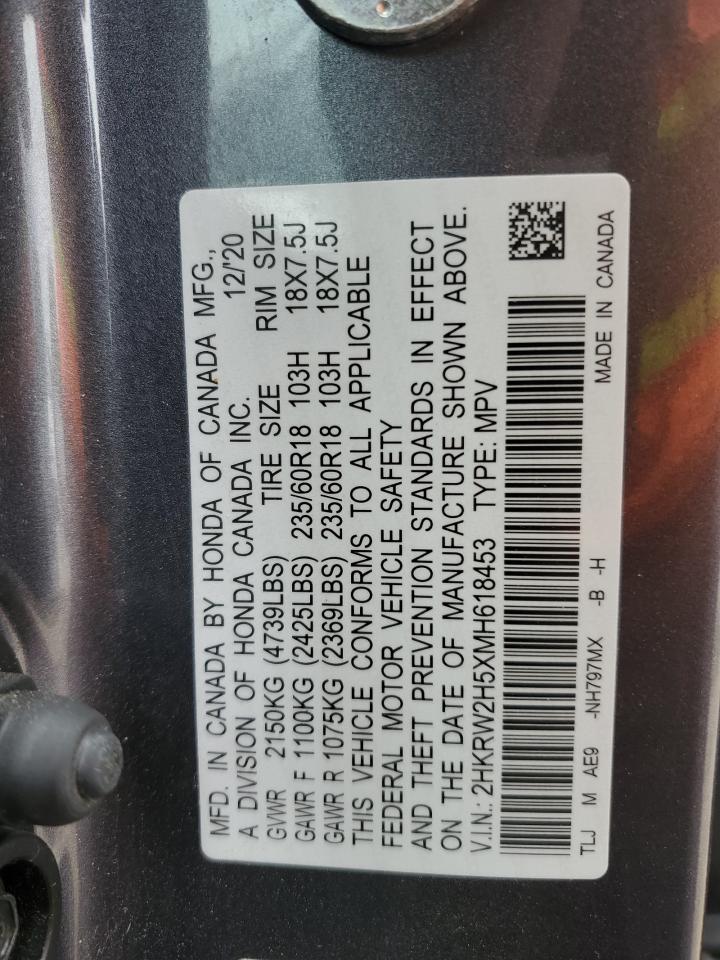 MFD. IN CANADA BY HONDA OF CANADA MFG.,
A DIVISION OF HONDA CANADA INC. 12/'20
GVWR 2150KG (4739LBS) TIRE SIZE RIM SIZE
GAWR F 1100KG (2425LBS) 235/60R18 103H 18X7.5J
GAWR R 1075KG (2369LBS) 235/60R18 103H 18X7.5J
THIS VEHICLE CONFORMS TO ALL APPLICABLE
FEDERAL MOTOR VEHICLE SAFETY
AND THEFT PREVENTION STANDARDS IN EFFECT
ON THE DATE OF MANUFACTURE SHOWN ABOVE.
V.I.N.: 2HKRW2H5XMH618453 TYPE: MPV
TLJ M AE9 -NH797MX -B -H MADE IN CANADA